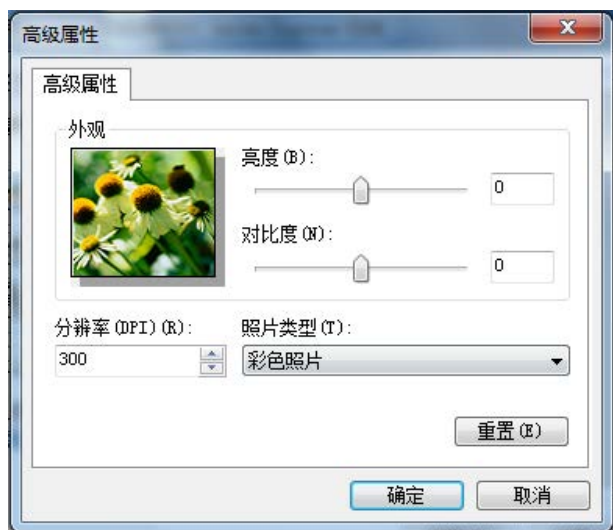 高级属性
高级属性
外观
亮度(B):
0
对比度(N):
0
分辨率(DPI)(R):
300
照片类型(T):
彩色照片
重置(E)
确定
取消